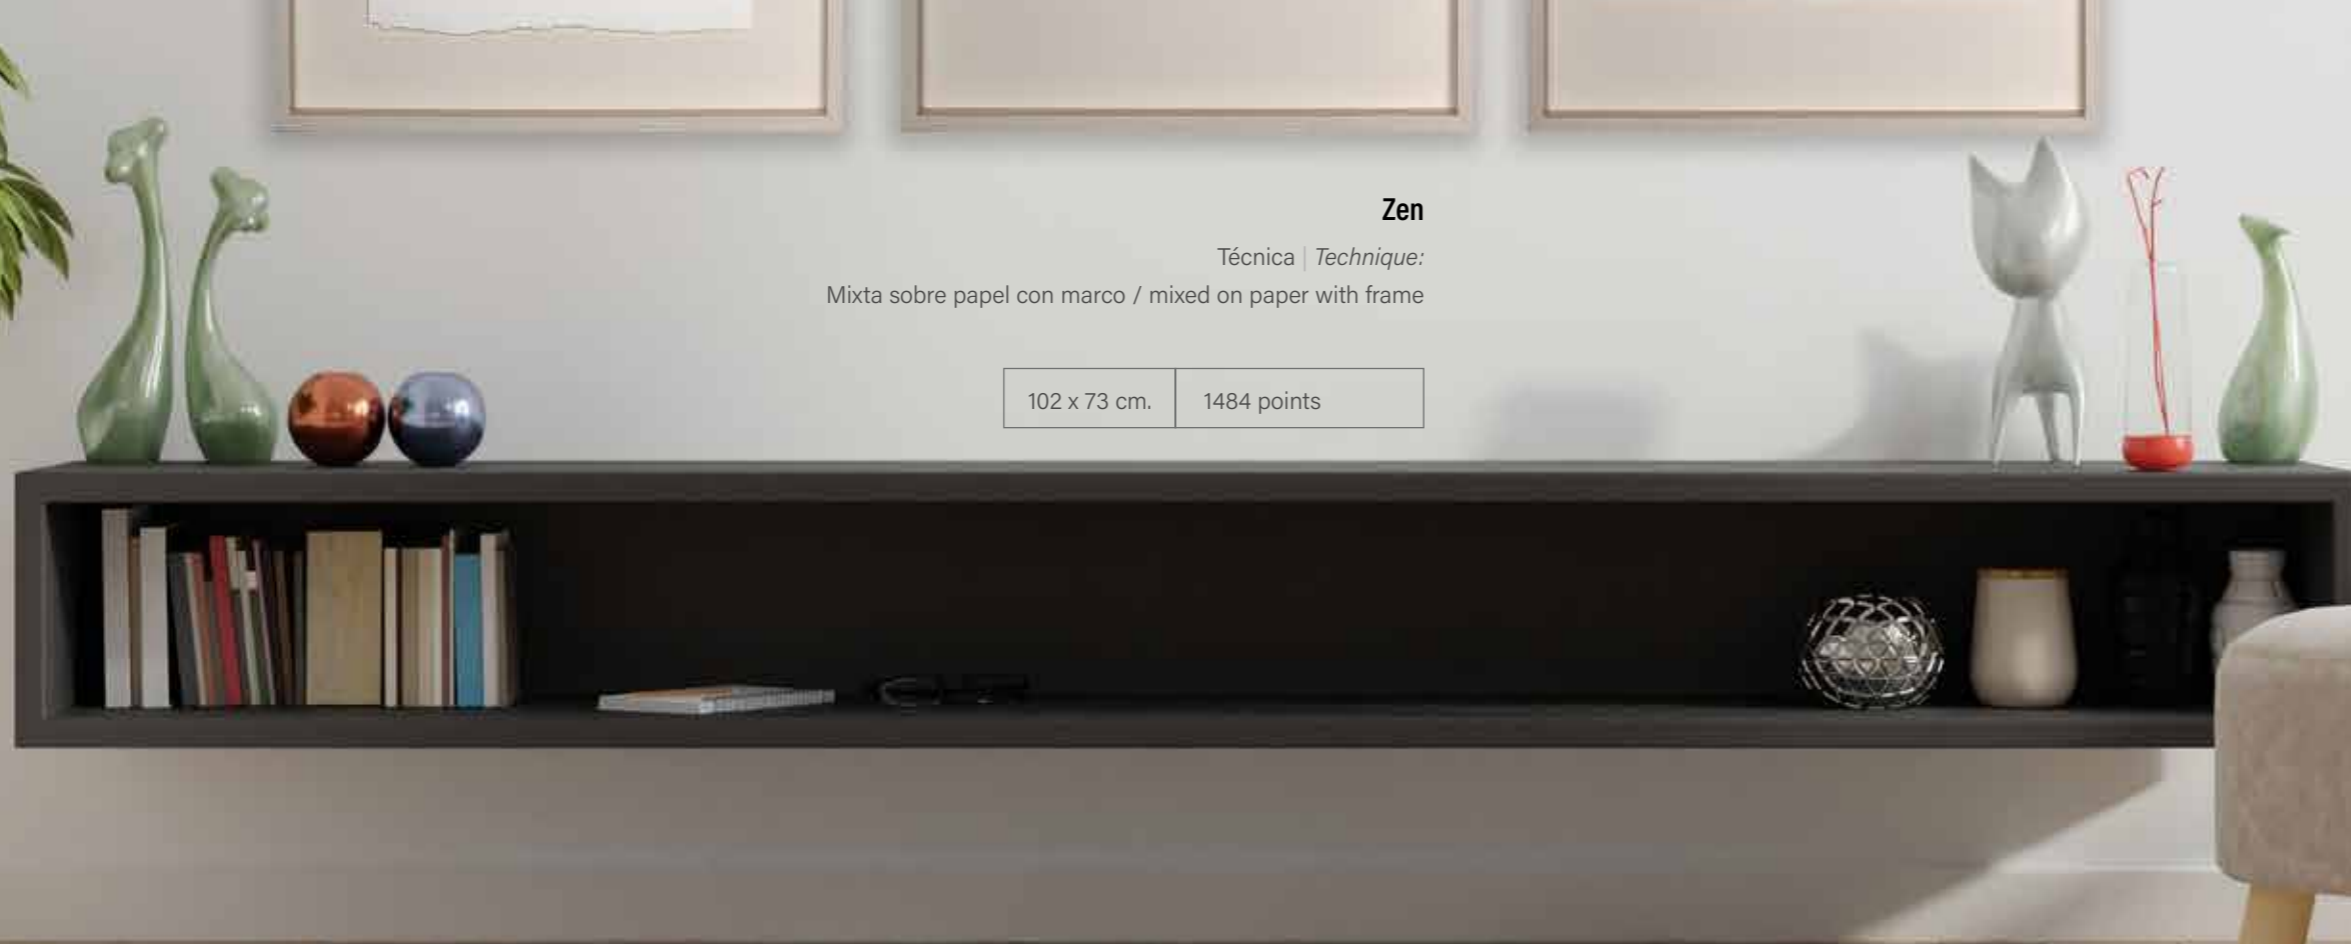 Zen
Técnica | Technique:
Mixta sobre papel con marco / mixed on paper with frame
102 x 73 cm. 1484 points